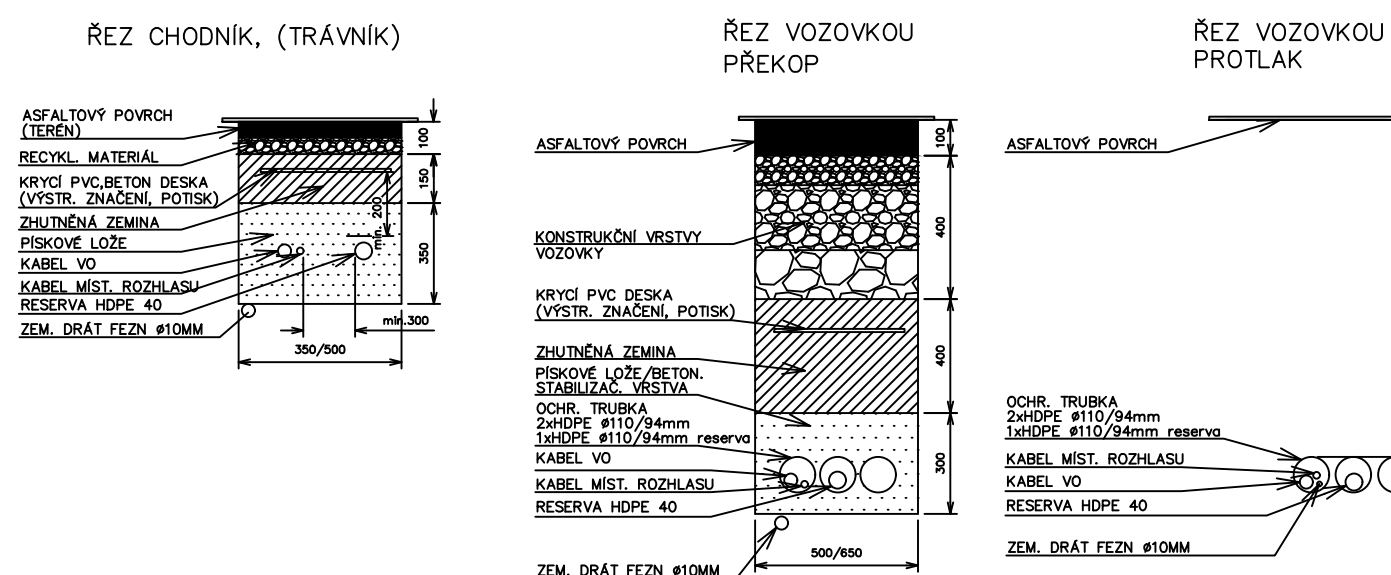 ŘEZ CHODNÍK, (TRÁVNÍK)
ASFALTOVÝ POVRCH
(TERÉN)
RECYKL. MATERIÁL
KRYCÍ PVC,BETON DESKA
(VÝSTR. ZNAČENÍ, POTISK)
ZHUTNĚNÁ ZEMINA
PÍSKOVÉ LOŽE
KABEL VO
KABEL MÍST. ROZHLASU
RESERVA HDPE 40
ZEM. DRÁT FEZN ø10MM
100
150
min. 200
350
min.300
350/500
ŘEZ VOZOVKOU
PŘEKOP
ASFALTOVÝ POVRCH
KONSTRUKČNÍ VRSTVY
VOZOVKY
KRYCÍ PVC DESKA
(VÝSTR. ZNAČENÍ, POTISK)
ZHUTNĚNÁ ZEMINA
PÍSKOVÉ LOŽE/BETON.
STABILIZAČ. VRSTVA
OCHR. TRUBKA
2xHDPE ø110/94mm
1xHDPE ø110/94mm reserva
KABEL VO
KABEL MÍST. ROZHLASU
RESERVA HDPE 40
ZEM. DRÁT FEZN ø10MM
100
400
400
300
500/650
ŘEZ VOZOVKOU
PROTLAK
ASFALTOVÝ POVRCH
OCHR. TRUBKA
2xHDPE ø110/94mm
1xHDPE ø110/94mm reserva
KABEL MÍST. ROZHLASU
KABEL VO
RESERVA HDPE 40
ZEM. DRÁT FEZN ø10MM